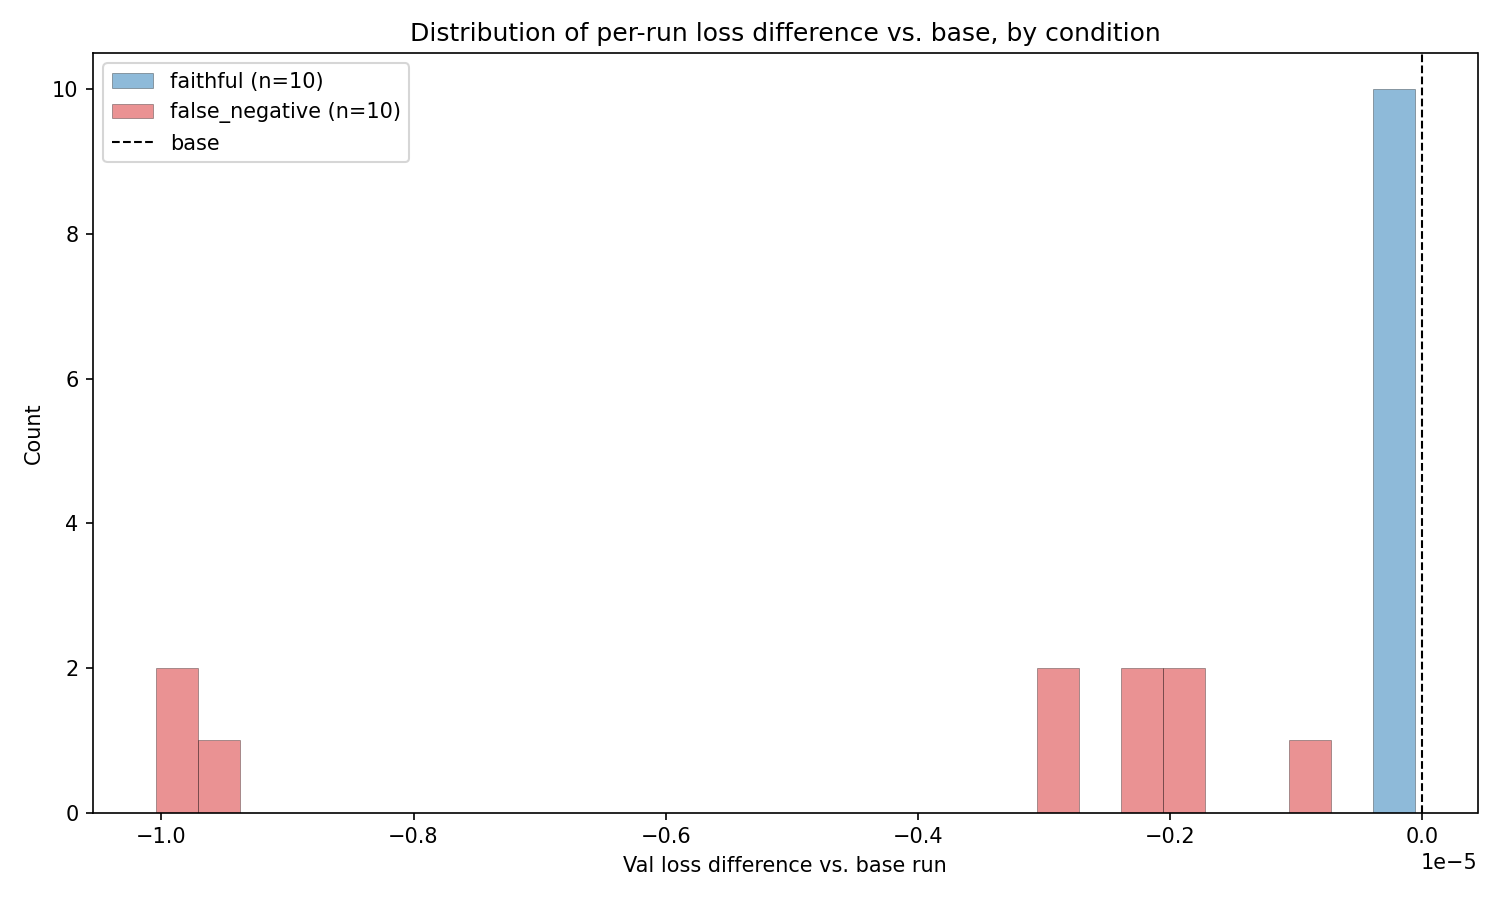 Distribution of per-run loss difference vs. base, by condition
faithful (n=10)
false_negative (n=10)
base
10
8
6
4
2
0
Count
−1.0
−0.8
−0.6
−0.4
−0.2
0.0
1e−5
Val loss difference vs. base run